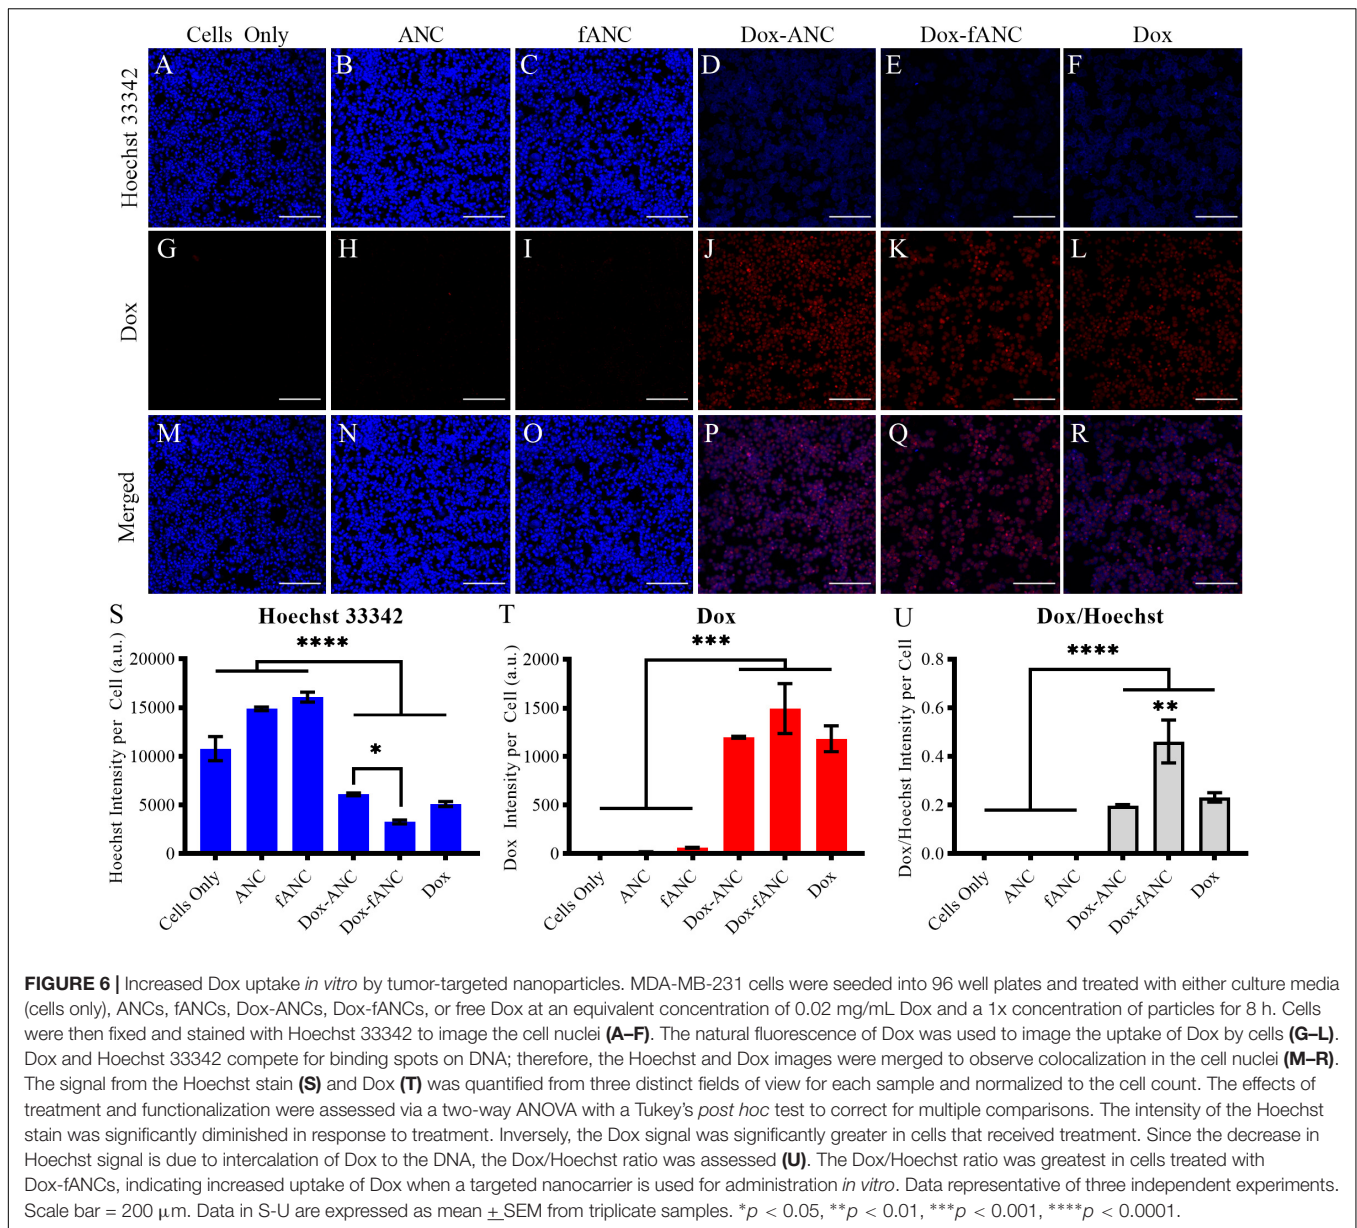 Cells Only ANC fANC Dox-ANC Dox-fANC Dox
Hoechst 33342
A B C D E F
Dox
G H I J K L
Merged
M N O P Q R
S Hoechst 33342
****
*
Hoechst Intensity per Cell (a.u.)
20000
15000
10000
5000
0
Cells Only ANC fANC Dox-ANC Dox-fANC Dox
T Dox
***
Dox Intensity per Cell (a.u.)
2000
1500
1000
500
0
Cells Only ANC fANC Dox-ANC Dox-fANC Dox
U Dox/Hoechst
****
**
Dox/Hoechst Intensity per Cell
0.8
0.6
0.4
0.2
0.0
Cells Only ANC fANC Dox-ANC Dox-fANC Dox
FIGURE 6 | Increased Dox uptake in vitro by tumor-targeted nanoparticles. MDA-MB-231 cells were seeded into 96 well plates and treated with either culture media
(cells only), ANCs, fANCs, Dox-ANCs, Dox-fANCs, or free Dox at an equivalent concentration of 0.02 mg/mL Dox and a 1x concentration of particles for 8 h. Cells
were then fixed and stained with Hoechst 33342 to image the cell nuclei (A–F). The natural fluorescence of Dox was used to image the uptake of Dox by cells (G–L).
Dox and Hoechst 33342 compete for binding spots on DNA; therefore, the Hoechst and Dox images were merged to observe colocalization in the cell nuclei (M–R).
The signal from the Hoechst stain (S) and Dox (T) was quantified from three distinct fields of view for each sample and normalized to the cell count. The effects of
treatment and functionalization were assessed via a two-way ANOVA with a Tukey's post hoc test to correct for multiple comparisons. The intensity of the Hoechst
stain was significantly diminished in response to treatment. Inversely, the Dox signal was significantly greater in cells that received treatment. Since the decrease in
Hoechst signal is due to intercalation of Dox to the DNA, the Dox/Hoechst ratio was assessed (U). The Dox/Hoechst ratio was greatest in cells treated with
Dox-fANCs, indicating increased uptake of Dox when a targeted nanocarrier is used for administration in vitro. Data representative of three independent experiments.
Scale bar = 200 μm. Data in S-U are expressed as mean ± SEM from triplicate samples. *p < 0.05, **p < 0.01, ***p < 0.001, ****p < 0.0001.